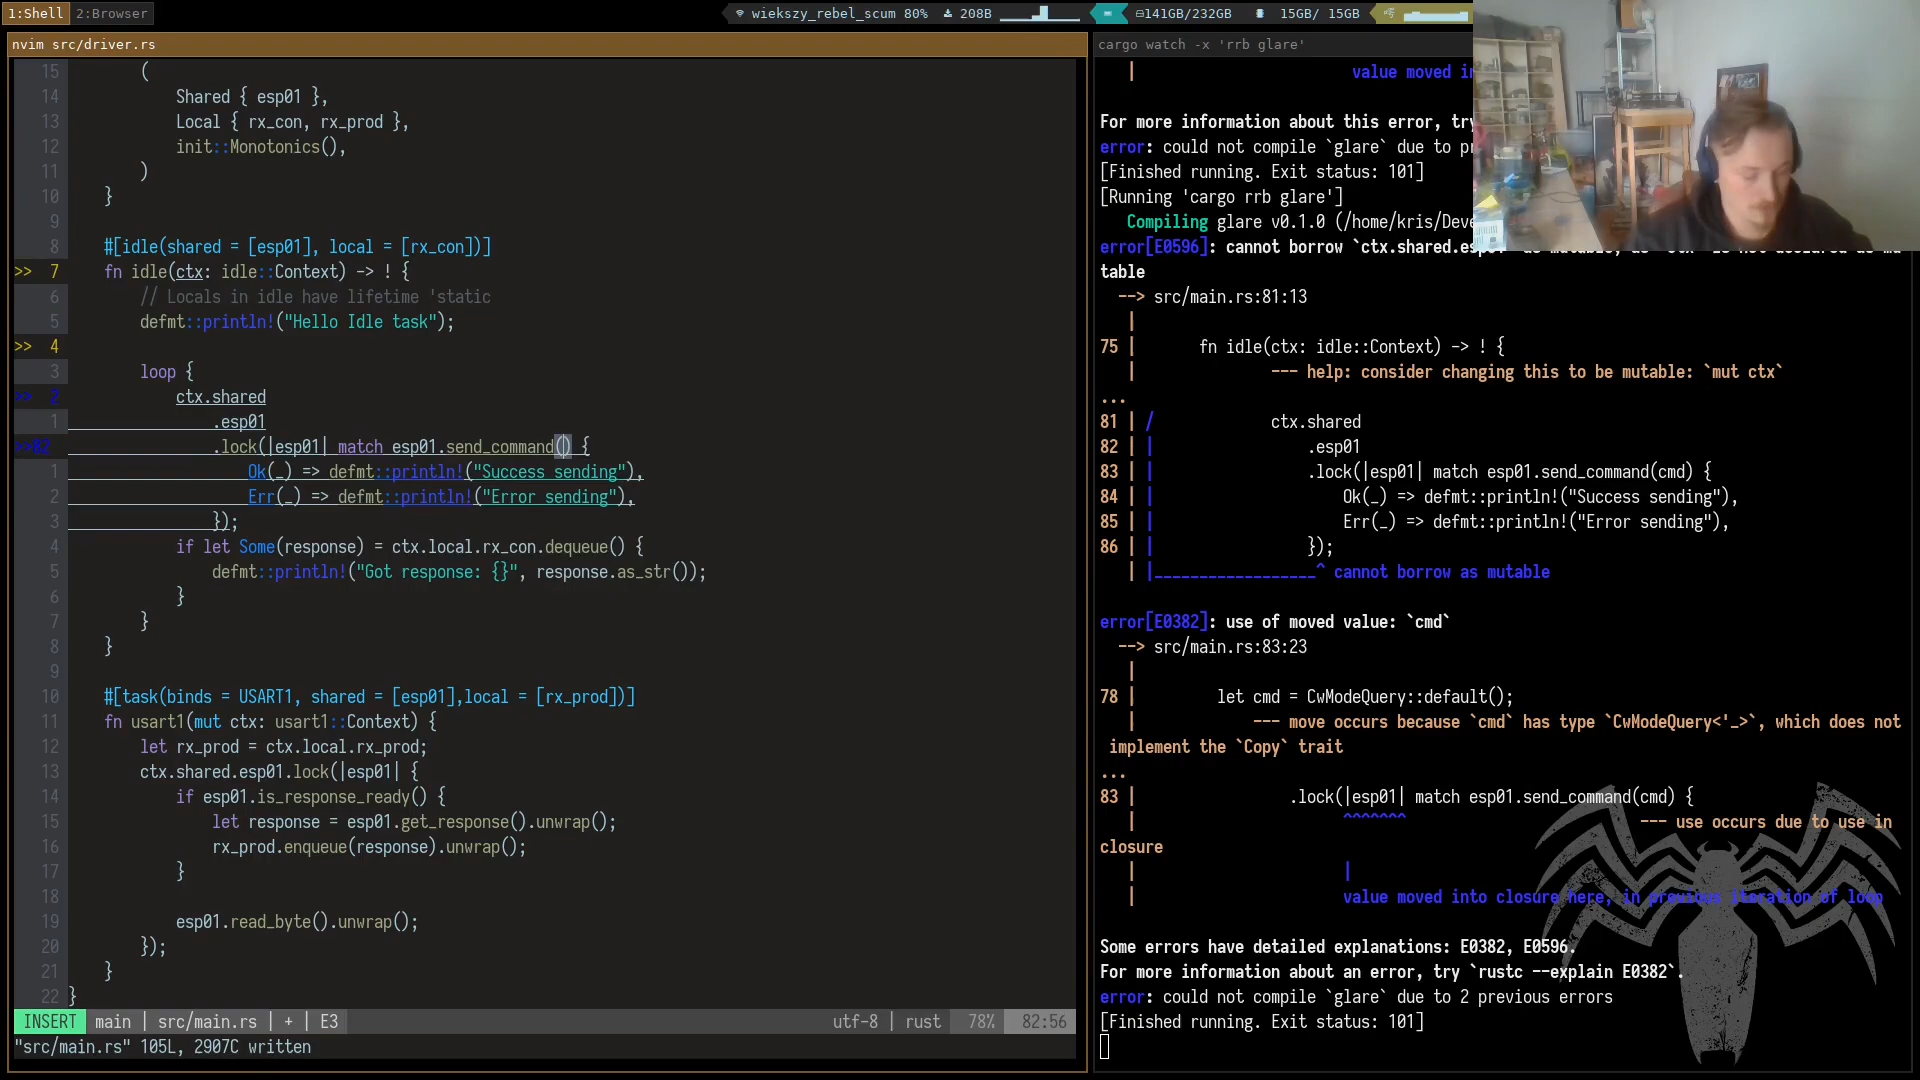 1:Shell 2:Browser
wiekszy_rebel_scum 80% 208B 141GB/232GB 15GB/ 15GB
nvim src/driver.rs
15 (
14 Shared { esp01 },
13 Local { rx_con, rx_prod },
12 init::Monotonics(),
11 )
10 }
9
8 #[idle(shared = [esp01], local = [rx_con])]
>> 7 fn idle(ctx: idle::Context) -> ! {
6 // Locals in idle have lifetime 'static
5 defmt::println!("Hello Idle task");
>> 4
3 loop {
>> 2 ctx.shared
1 .esp01
>>82 .lock(|esp01| match esp01.send_command() {
1 Ok(_) => defmt::println!("Success sending"),
2 Err(_) => defmt::println!("Error sending"),
3 });
4 if let Some(response) = ctx.local.rx_con.dequeue() {
5 defmt::println!("Got response: {}", response.as_str());
6 }
7 }
8 }
9
10 #[task(binds = USART1, shared = [esp01],local = [rx_prod])]
11 fn usart1(mut ctx: usart1::Context) {
12 let rx_prod = ctx.local.rx_prod;
13 ctx.shared.esp01.lock(|esp01| {
14 if esp01.is_response_ready() {
15 let response = esp01.get_response().unwrap();
16 rx_prod.enqueue(response).unwrap();
17 }
18
19 esp01.read_byte().unwrap();
20 });
21 }
22 }
INSERT main | src/main.rs | + | E3 utf-8 | rust 78% 82:56
"src/main.rs" 105L, 2907C written
cargo watch -x 'rrb glare'
| value moved in
For more information about this error, try
error: could not compile `glare` due to pr
[Finished running. Exit status: 101]
[Running 'cargo rrb glare']
Compiling glare v0.1.0 (/home/kris/Deve
error[E0596]: cannot borrow `ctx.shared.esp01` as mutable, as `ctx` is not declared as mu
table
--> src/main.rs:81:13
|
75 | fn idle(ctx: idle::Context) -> ! {
| --- help: consider changing this to be mutable: `mut ctx`
...
81 | / ctx.shared
82 | | .esp01
83 | | .lock(|esp01| match esp01.send_command(cmd) {
84 | | Ok(_) => defmt::println!("Success sending"),
85 | | Err(_) => defmt::println!("Error sending"),
86 | | });
| |__________________^ cannot borrow as mutable
error[E0382]: use of moved value: `cmd`
--> src/main.rs:83:23
|
78 | let cmd = CwModeQuery::default();
| --- move occurs because `cmd` has type `CwModeQuery<'_>`, which does not
implement the `Copy` trait
...
83 | .lock(|esp01| match esp01.send_command(cmd) {
| ^^^^^^^ --- use occurs due to use in
closure
| |
| value moved into closure here, in previous iteration of loop
Some errors have detailed explanations: E0382, E0596.
For more information about an error, try `rustc --explain E0382`.
error: could not compile `glare` due to 2 previous errors
[Finished running. Exit status: 101]